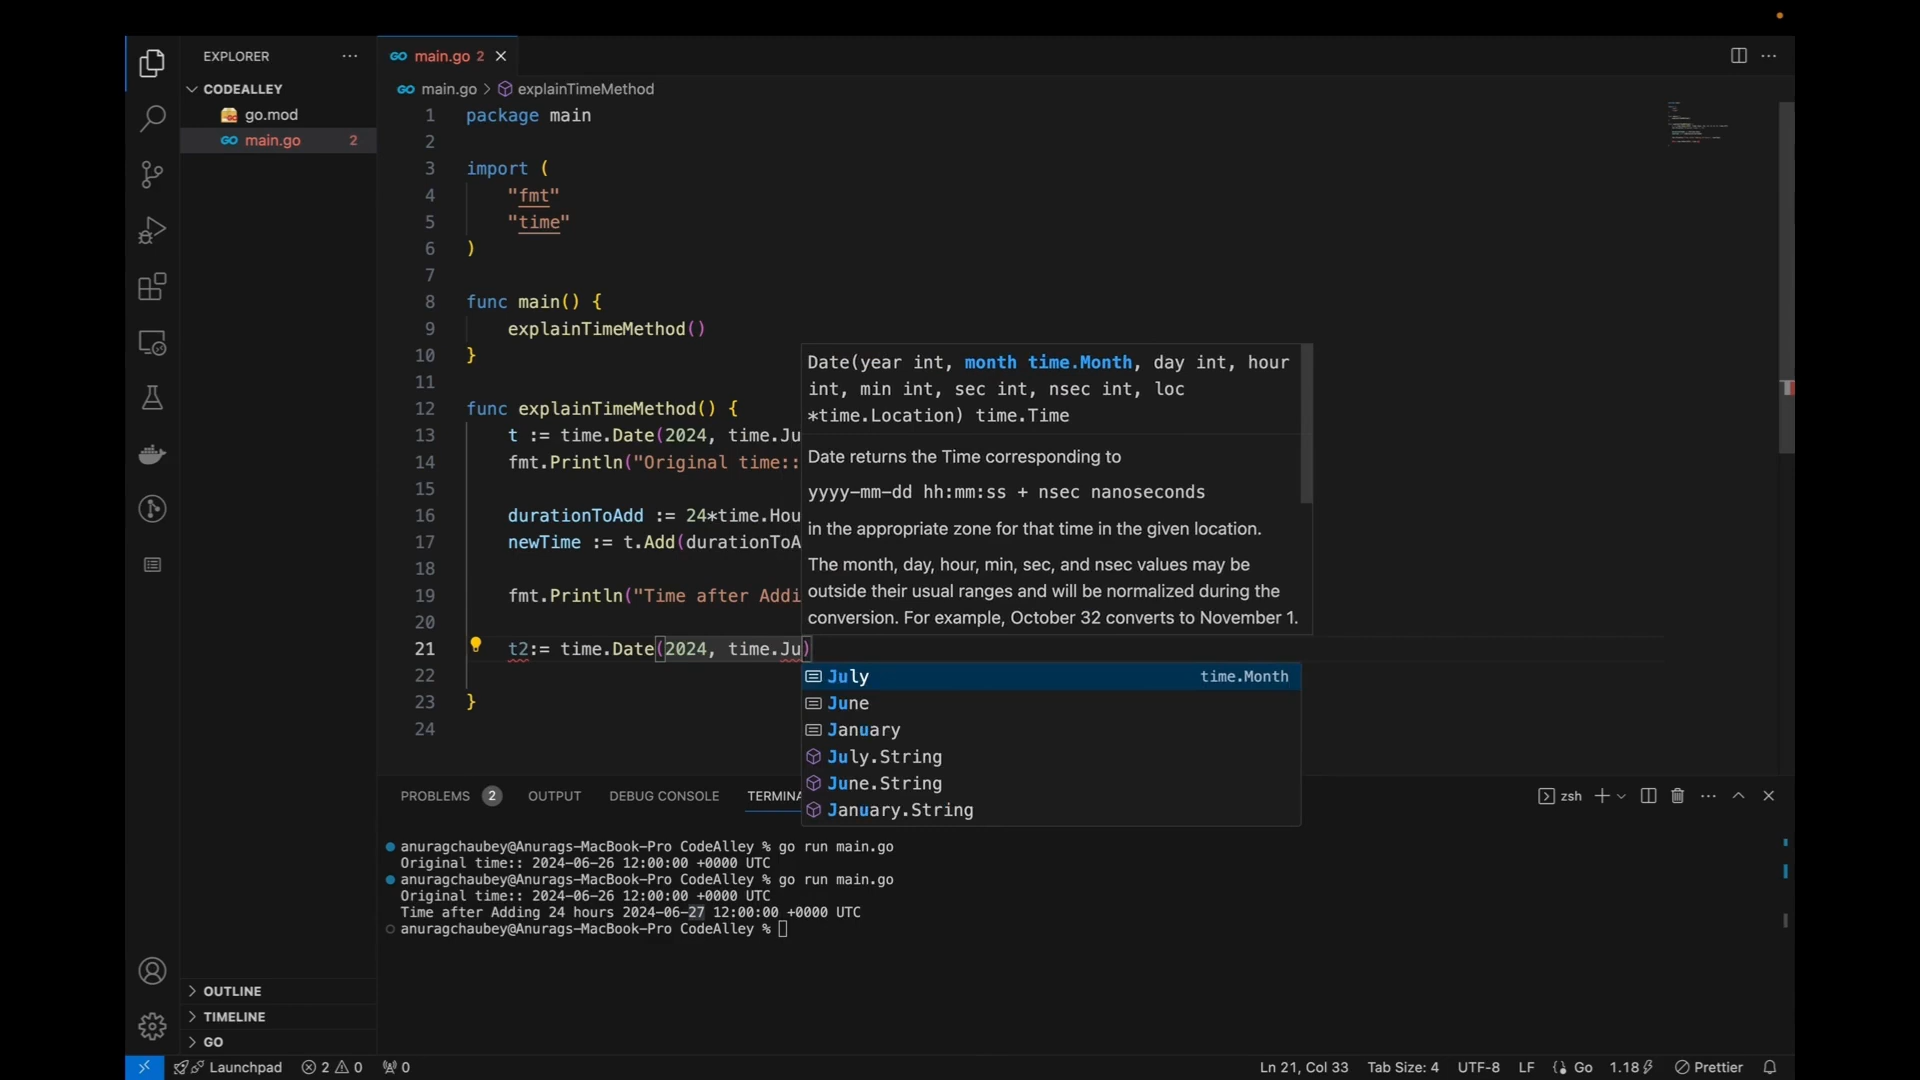 EXPLORER
CODEALLEY
go.mod
main.go 2
main.go 2
main.go > explainTimeMethod
1 package main
2
3 import (
4 "fmt"
5 "time"
6 )
7
8 func main() {
9 explainTimeMethod()
10 }
11
12 func explainTimeMethod() {
13 t := time.Date(2024, time.Ju
14 fmt.Println("Original time::
15
16 durationToAdd := 24*time.Hou
17 newTime := t.Add(durationToA
18
19 fmt.Println("Time after Addi
20
21 t2:= time.Date(2024, time.Ju)
22
23 }
24
Date(year int, month time.Month, day int, hour
int, min int, sec int, nsec int, loc
*time.Location) time.Time
Date returns the Time corresponding to
yyyy-mm-dd hh:mm:ss + nsec nanoseconds
in the appropriate zone for that time in the given location.
The month, day, hour, min, sec, and nsec values may be
outside their usual ranges and will be normalized during the
conversion. For example, October 32 converts to November 1.
July time.Month
June
January
July.String
June.String
January.String
PROBLEMS 2 OUTPUT DEBUG CONSOLE TERMINA zsh
anuragchaubey@Anurags-MacBook-Pro CodeAlley % go run main.go
Original time:: 2024-06-26 12:00:00 +0000 UTC
anuragchaubey@Anurags-MacBook-Pro CodeAlley % go run main.go
Original time:: 2024-06-26 12:00:00 +0000 UTC
Time after Adding 24 hours 2024-06-27 12:00:00 +0000 UTC
anuragchaubey@Anurags-MacBook-Pro CodeAlley %
OUTLINE
TIMELINE
GO
Launchpad 2 0 0 Ln 21, Col 33 Tab Size: 4 UTF-8 LF Go 1.18 Prettier